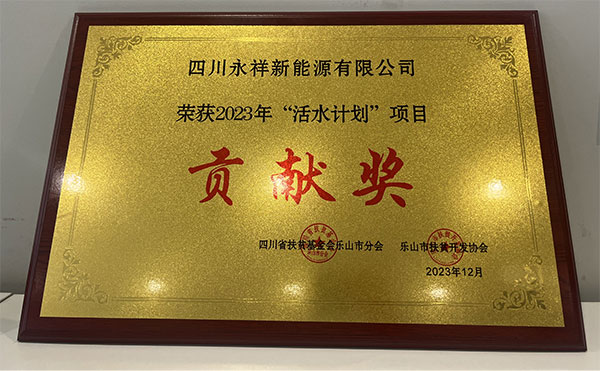 四川永祥新能源有限公司
荣获2023年“活水计划”项目
贡献奖
四川省扶贫基金会乐山市分会 乐山市扶贫开发协会
2023年12月